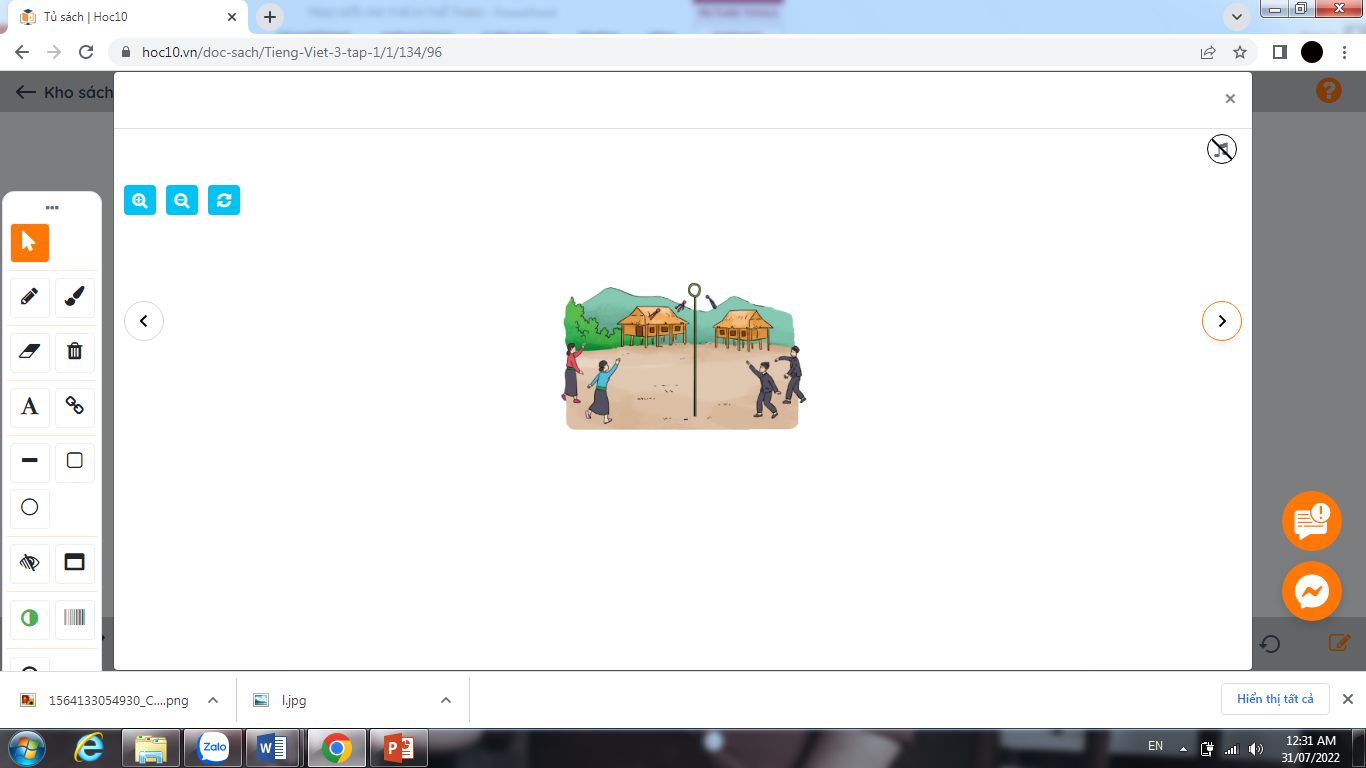 Tủ sách | Hoc10
hoc10.vn/doc-sach/Tieng-Viet-3-tap-1/1/134/96
Kho sách
A
1564133054930_C....png
l.jpg
Hiển thị tất cả
Zalo
EN
12:31 AM
31/07/2022